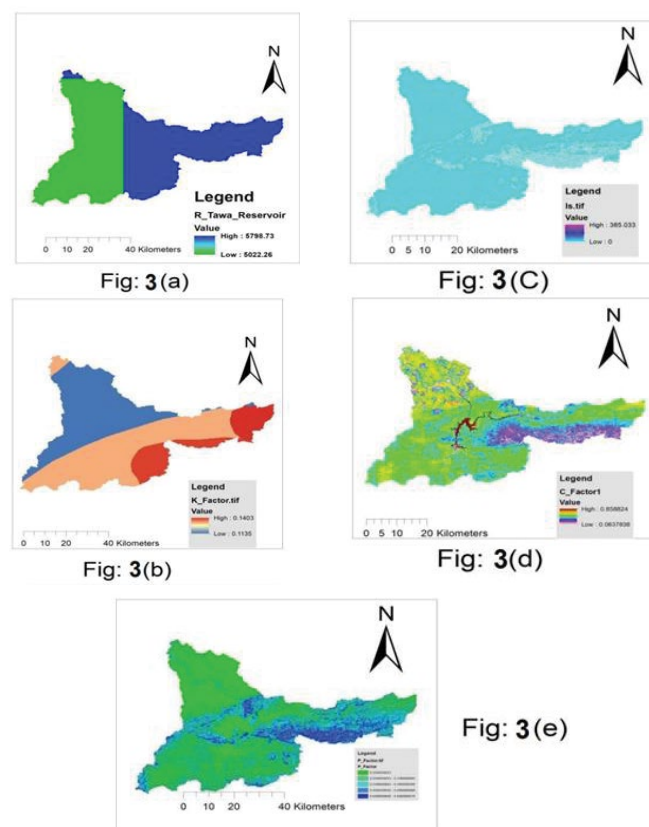 N
Legend
R_Tawa_Reservoir
Value
High : 5798.73
Low : 5022.26
0 10 20 40 Kilometers
Fig: 3(a)
N
Legend
ls.tif
Value
High : 365.033
Low : 0
0 5 10 20 Kilometers
Fig: 3(C)
N
Legend
K_Factor.tif
Value
High : 0.1403
Low : 0.1135
0 10 20 40 Kilometers
Fig: 3(b)
N
Legend
C_Factor1
Value
High : 0.858824
0 5 10 20 Kilometers
Fig: 3(d)
N
Legend
P_Factor.tif
P_Factor
0 10 20 40 Kilometers
Fig: 3(e)